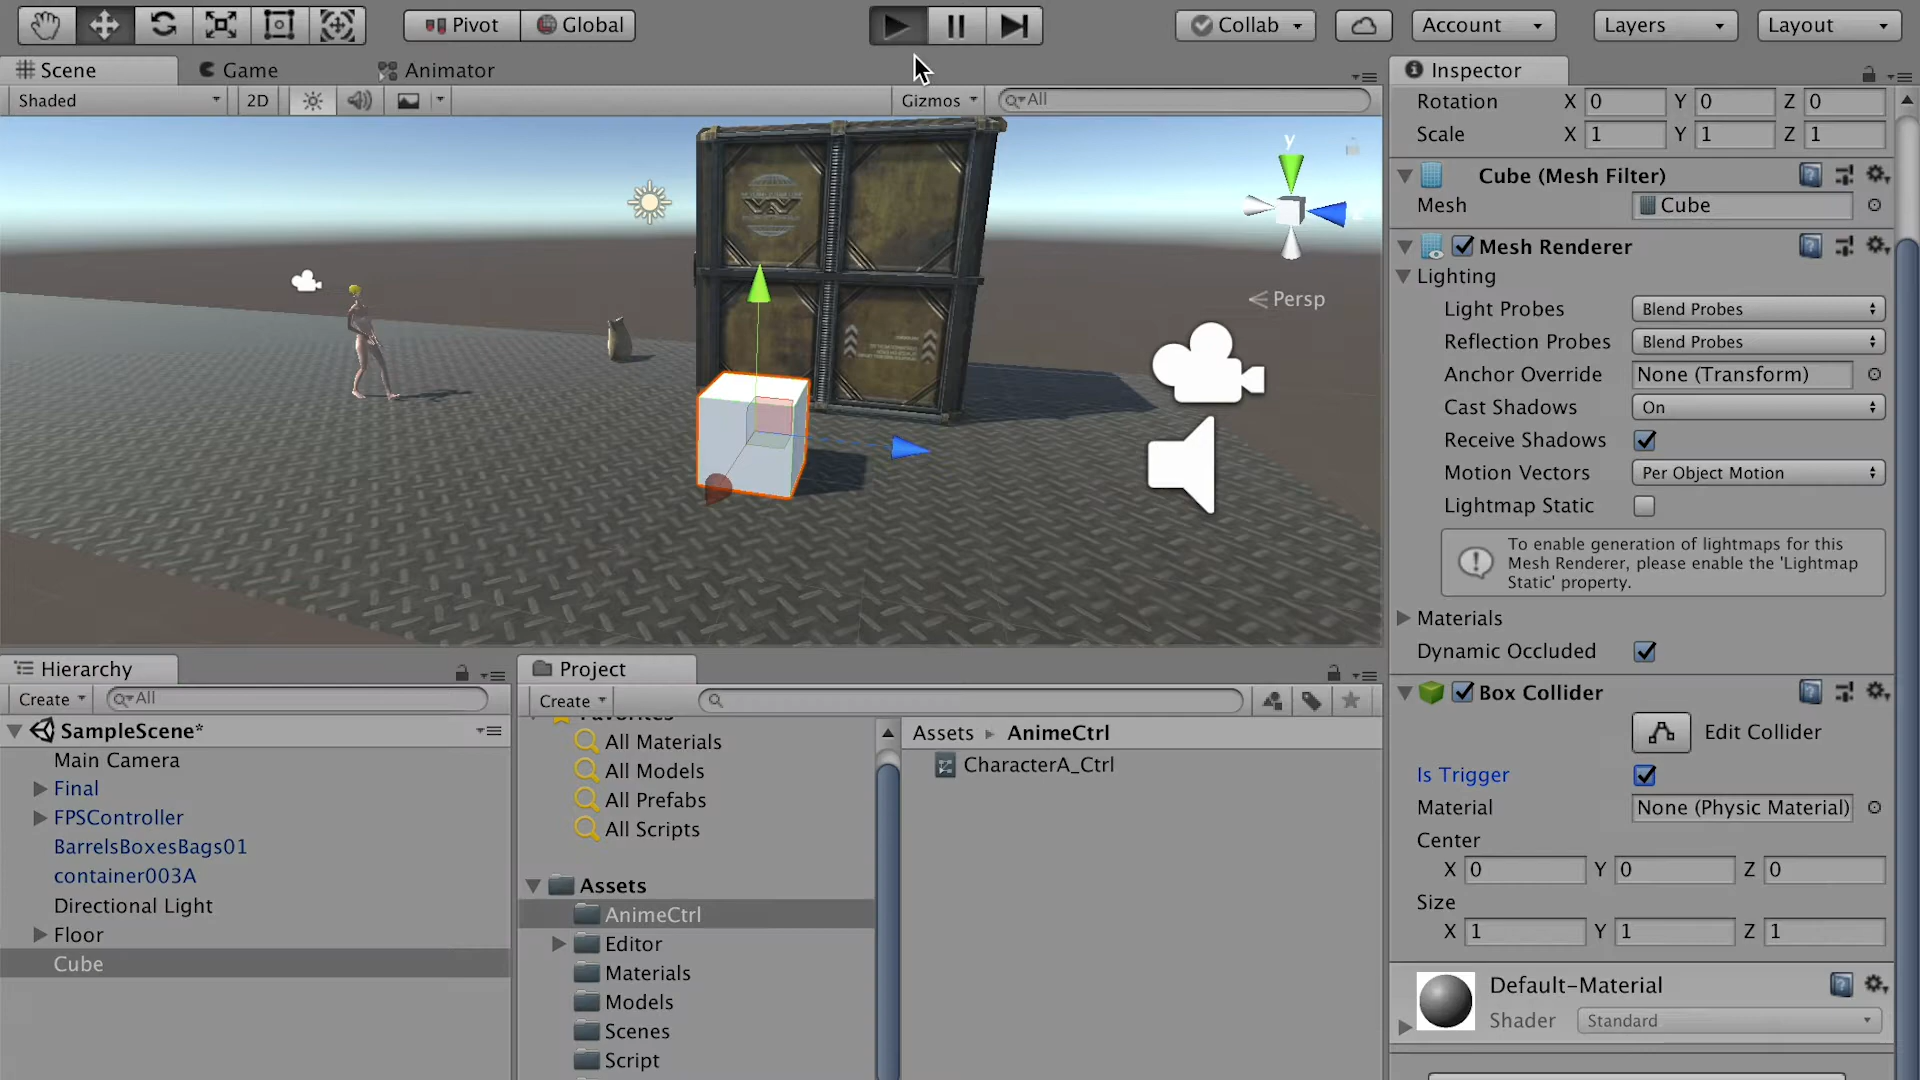 Pivot Global Collab Account Layers Layout
Scene Game Animator
Shaded 2D Gizmos All
y
Persp
Inspector
Rotation X 0 Y 0 Z 0
Scale X 1 Y 1 Z 1
Cube (Mesh Filter)
Mesh Cube
Mesh Renderer
Lighting
Light Probes Blend Probes
Reflection Probes Blend Probes
Anchor Override None (Transform)
Cast Shadows On
Receive Shadows
Motion Vectors Per Object Motion
Lightmap Static
To enable generation of lightmaps for this
Mesh Renderer, please enable the 'Lightmap
Static' property.
Materials
Dynamic Occluded
Box Collider
Edit Collider
Is Trigger
Material None (Physic Material)
Center
X 0 Y 0 Z 0
Size
X 1 Y 1 Z 1
Default-Material
Shader Standard
Hierarchy
Create All
SampleScene*
Main Camera
Final
FPSController
BarrelsBoxesBags01
container003A
Directional Light
Floor
Cube
Project
Create
Favorites
All Materials
All Models
All Prefabs
All Scripts
Assets
AnimeCtrl
Editor
Materials
Models
Scenes
Script
Assets AnimeCtrl
CharacterA_Ctrl